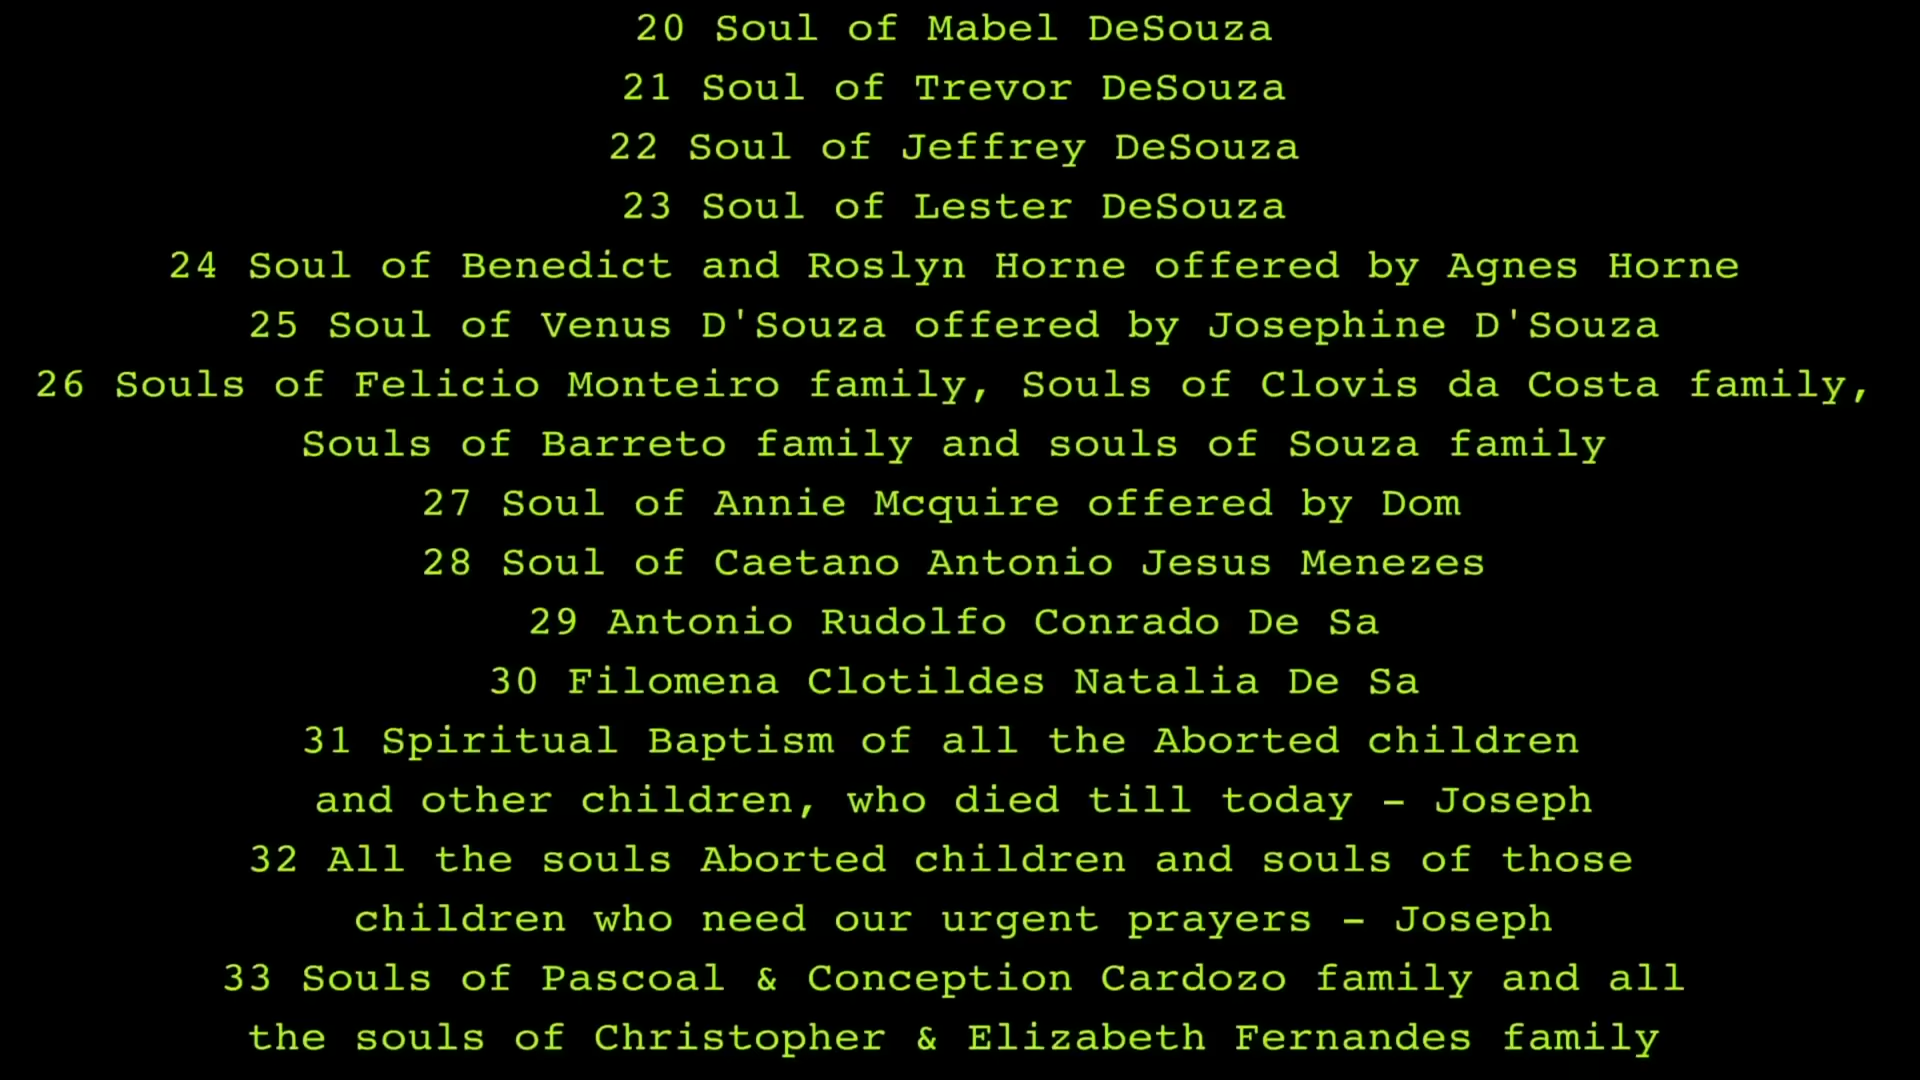 20 Soul of Mabel DeSouza
21 Soul of Trevor DeSouza
22 Soul of Jeffrey DeSouza
23 Soul of Lester DeSouza
24 Soul of Benedict and Roslyn Horne offered by Agnes Horne
25 Soul of Venus D'Souza offered by Josephine D'Souza
26 Souls of Felicio Monteiro family, Souls of Clovis da Costa family,
Souls of Barreto family and souls of Souza family
27 Soul of Annie Mcquire offered by Dom
28 Soul of Caetano Antonio Jesus Menezes
29 Antonio Rudolfo Conrado De Sa
30 Filomena Clotildes Natalia De Sa
31 Spiritual Baptism of all the Aborted children
and other children, who died till today - Joseph
32 All the souls Aborted children and souls of those
children who need our urgent prayers - Joseph
33 Souls of Pascoal & Conception Cardozo family and all
the souls of Christopher & Elizabeth Fernandes family